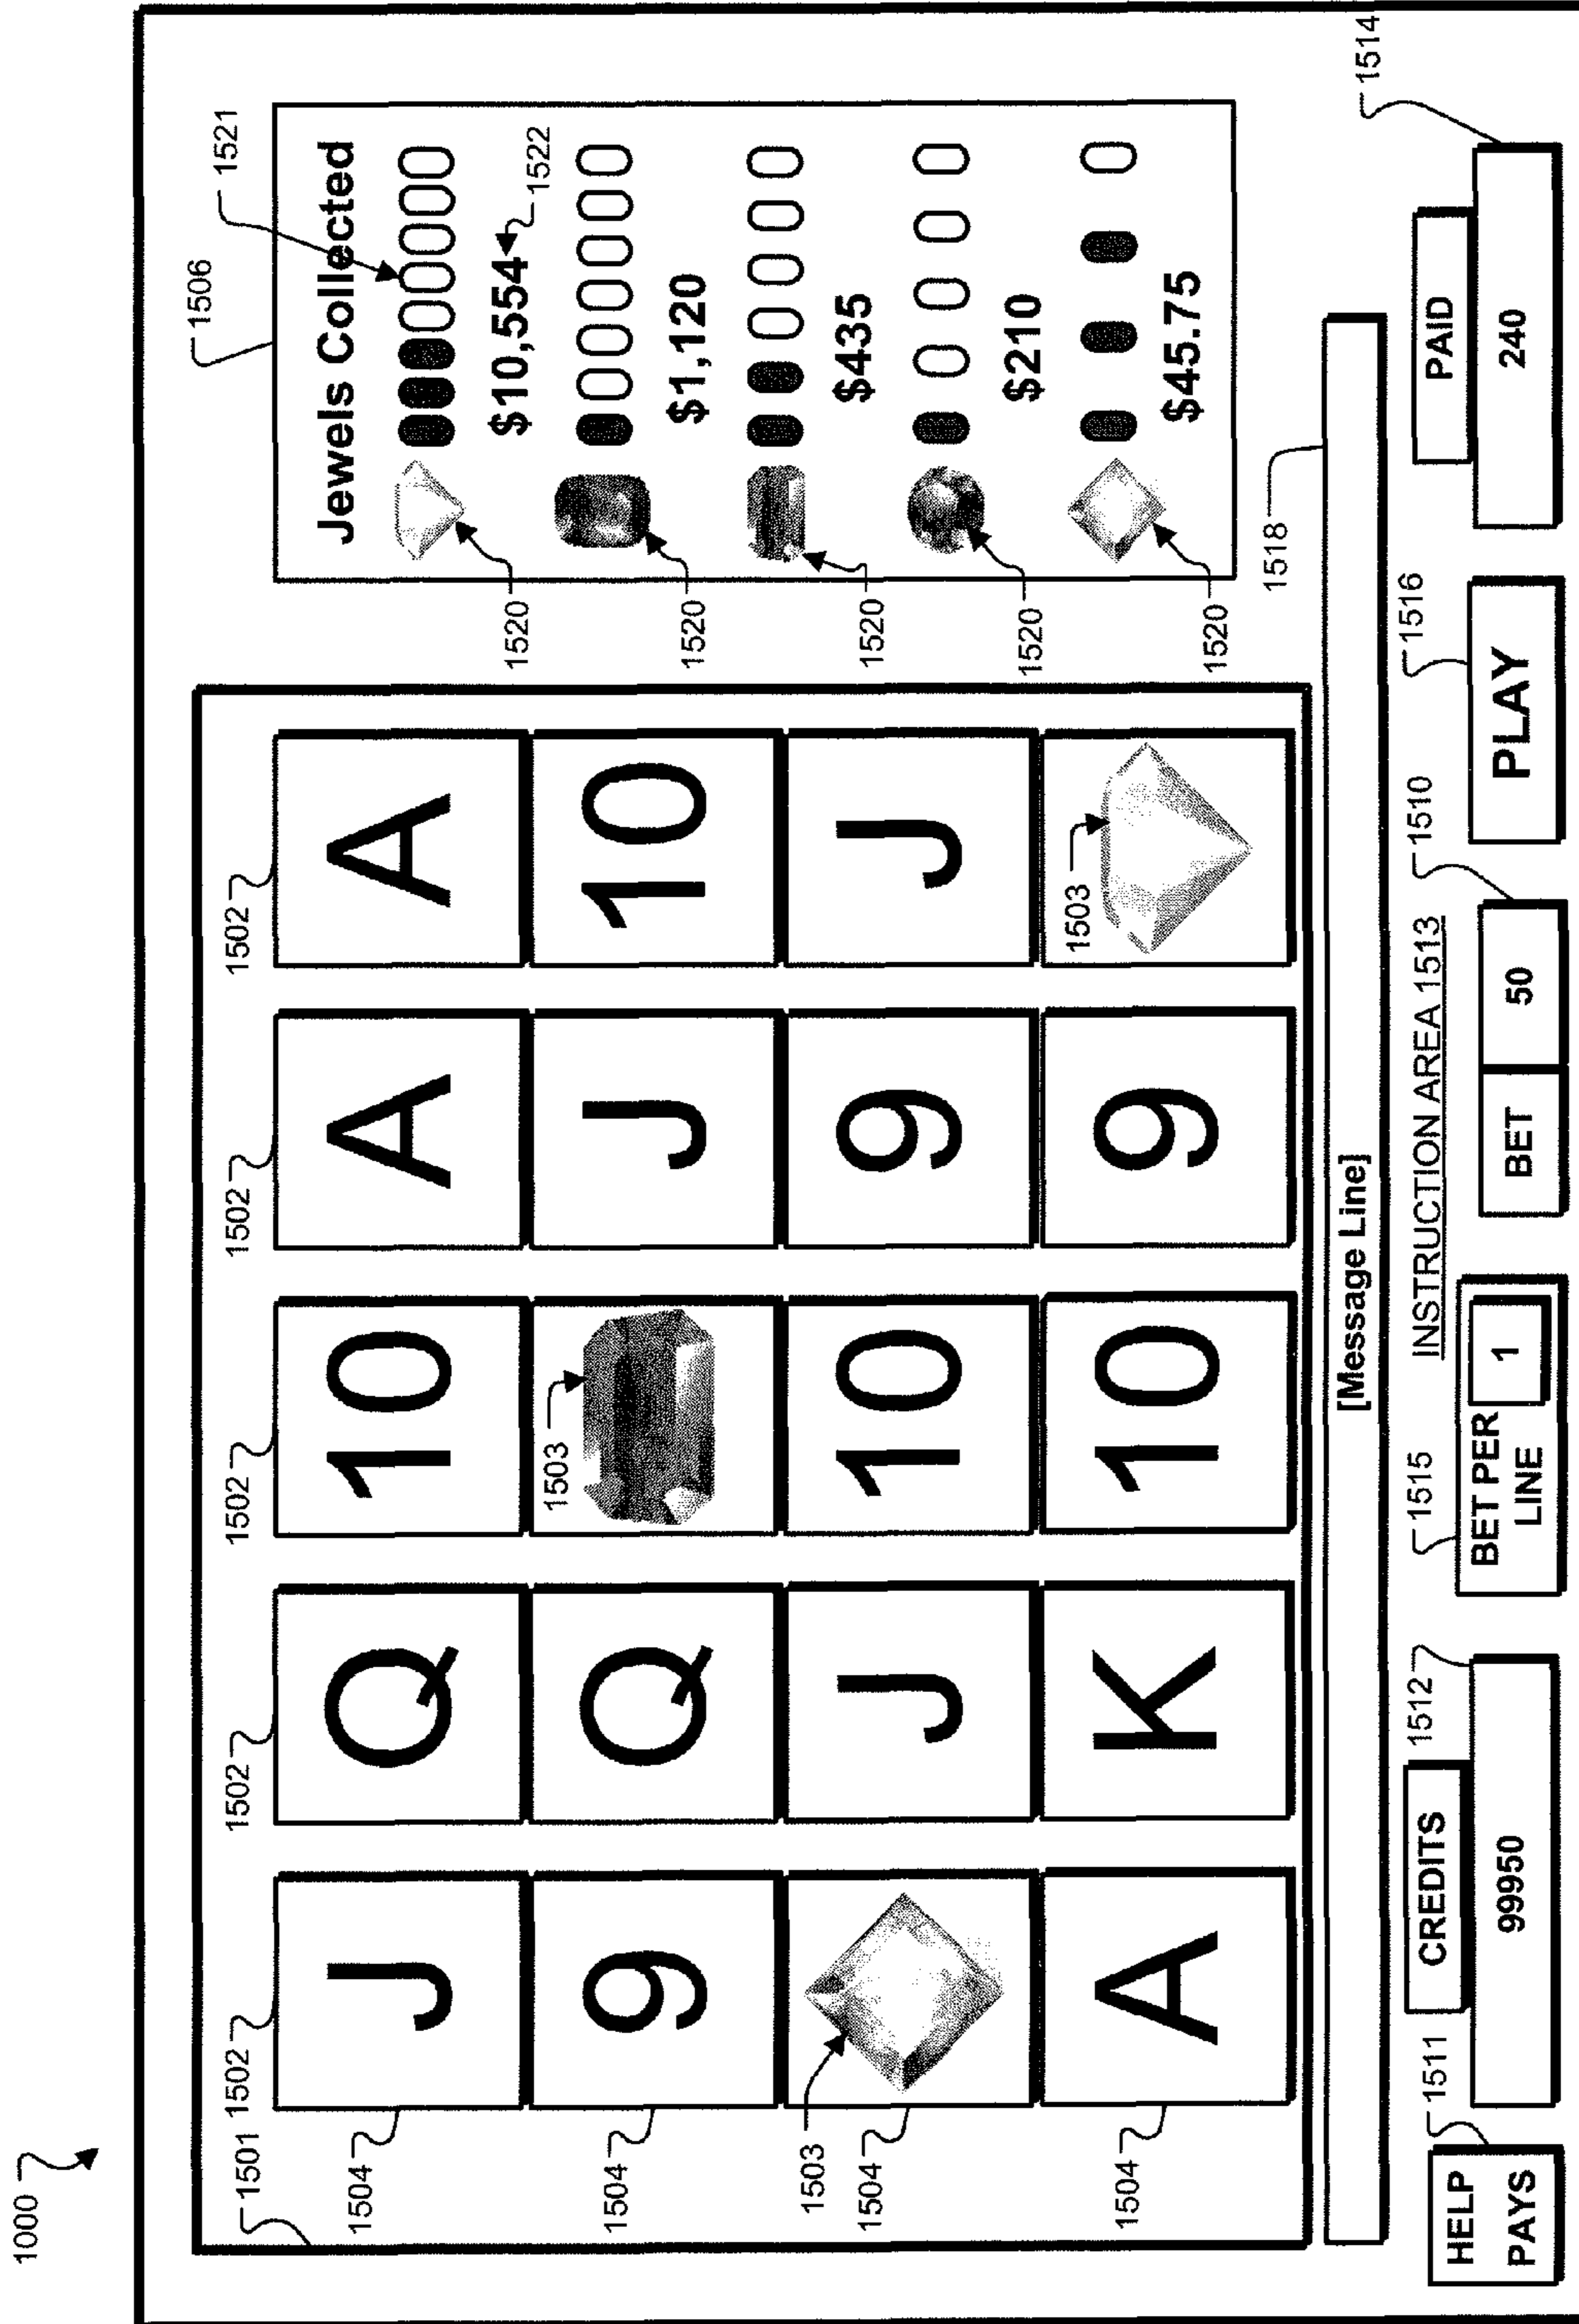 1000
1501
1502 1502 1502 1502 1502
1506
1521
Jewels Collected
1504 J Q 10 A A
1520 $10,554 1522
1504 9 Q 1503 J 10
1520 $1,120
1503
1504 J 10 9 J
1520 $435
1520 $210
1504 A K 10 9 1503
1520 $45.75
1518
[Message Line]
1511 1512 1515 INSTRUCTION AREA 1513 1510 1516 1514
HELP
PAYS
CREDITS
99950
BET PER
LINE
1
BET 50
PLAY
PAID
240